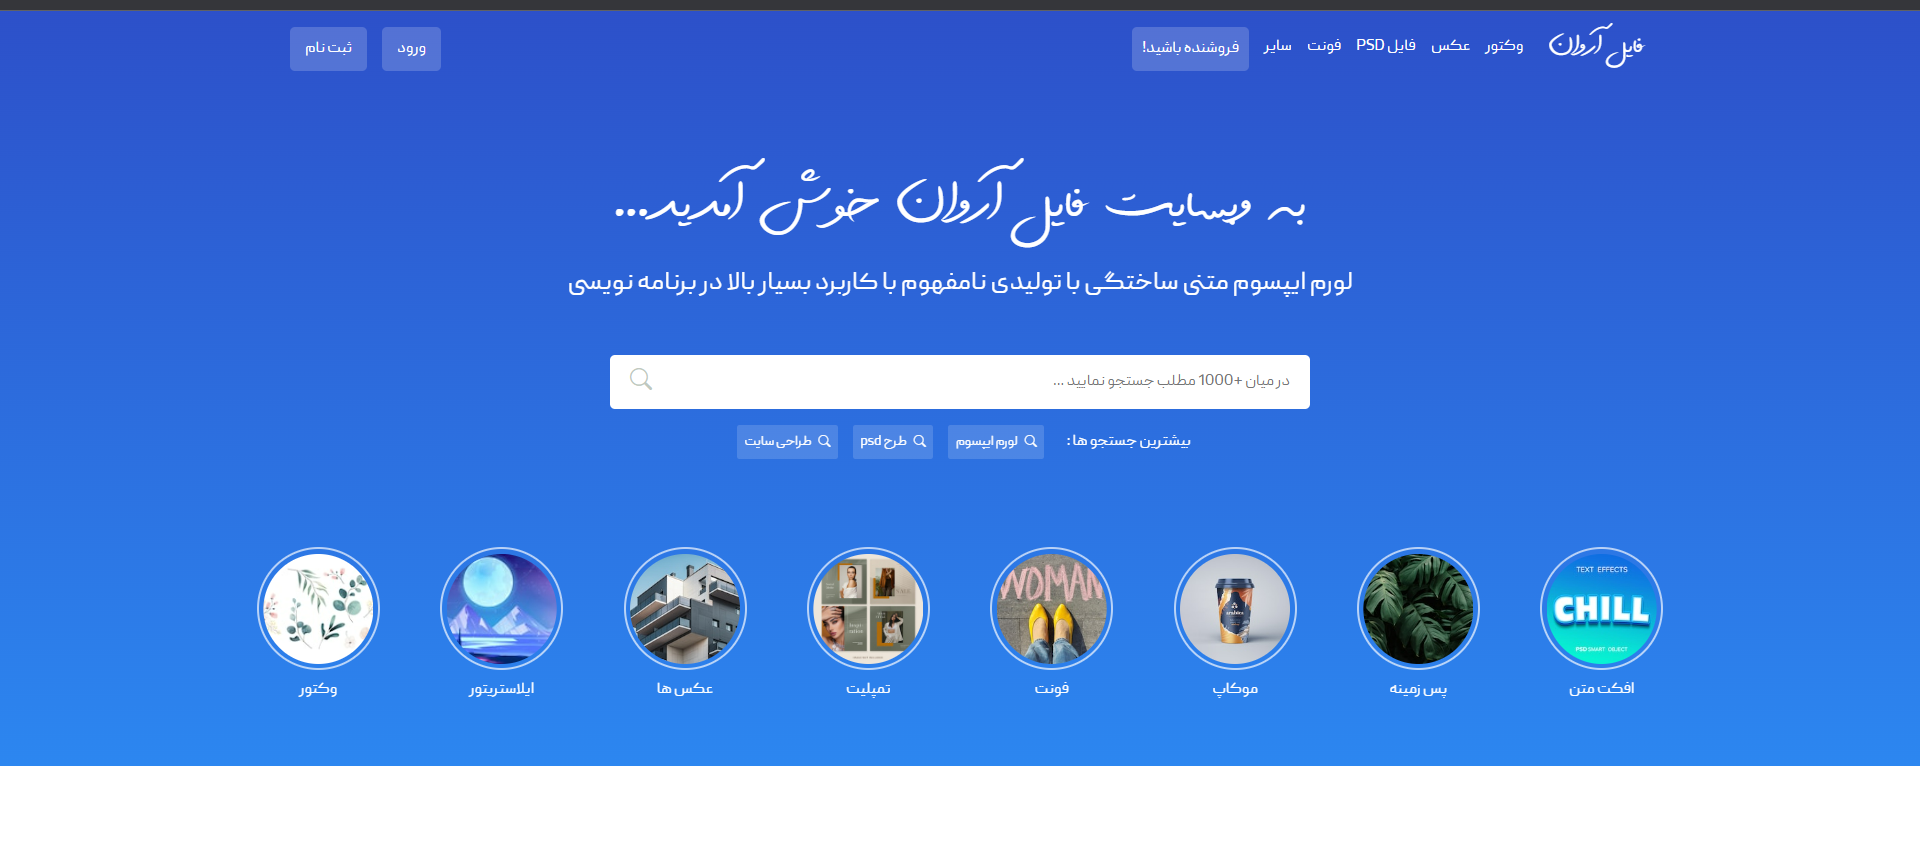 فایل آروان
وکتور عکس فایل PSD فونت سایر فروشنده باشید!
ورود ثبت نام
به وبسایت فایل آروان خوش آمدید...
لورم ایپسوم متنی ساختگی با تولیدی نامفهوم با کاربرد بسیار بالا در برنامه نویسی
در میان +1000 مطلب جستجو نمایید ...
بیشترین جستجو ها : لورم ایپسوم طرح psd طراحی سایت
TEXT EFFECTS
CHILL
PSD SMART OBJECT
WOMAN
افکت متن پس زمینه موکاپ فونت تمپلیت عکس ها ایلاستریتور وکتور